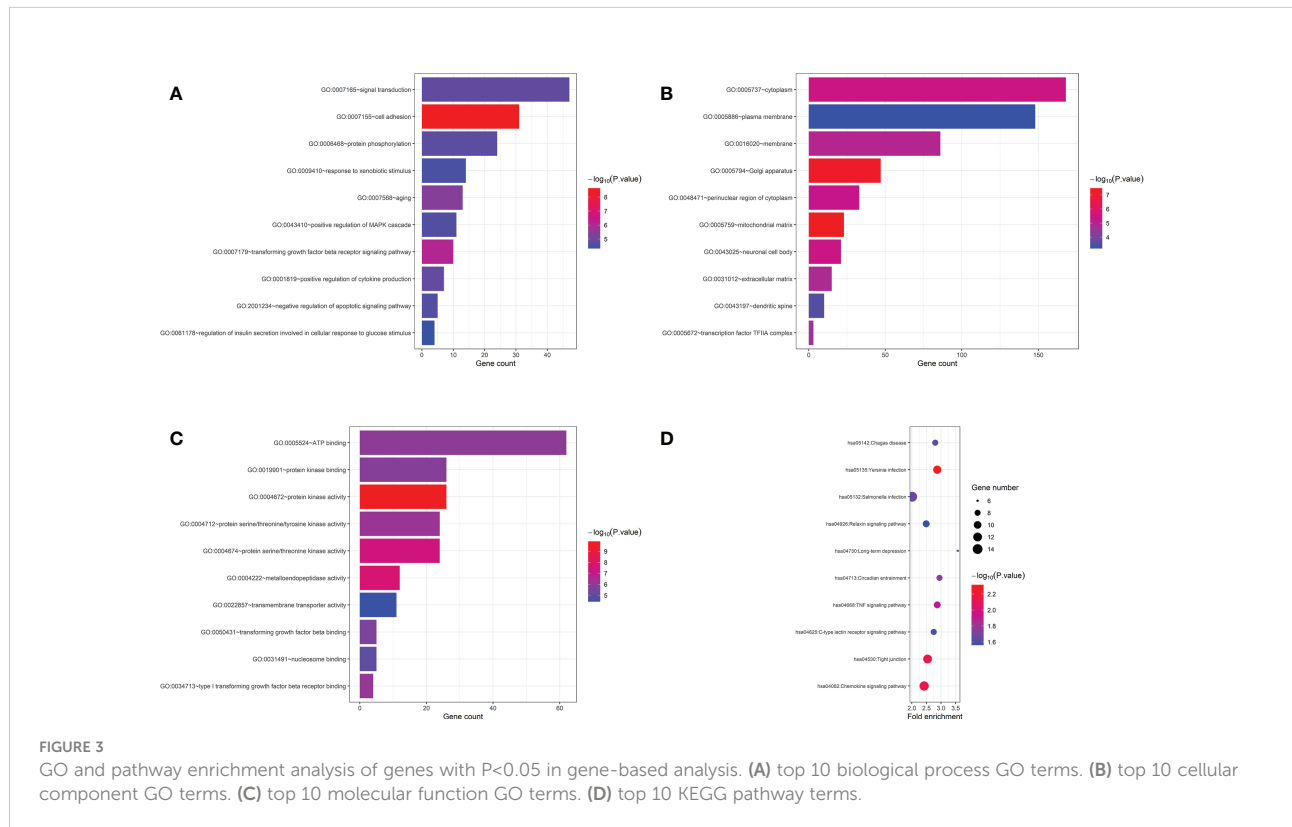 A
GO:0007165~signal transduction
GO:0007155~cell adhesion
GO:0006468~protein phosphorylation
GO:0009410~response to xenobiotic stimulus
GO:0007568~aging
GO:0043410~positive regulation of MAPK cascade
GO:0007179~transforming growth factor beta receptor signaling pathway
GO:0001819~positive regulation of cytokine production
GO:2001234~negative regulation of apoptotic signaling pathway
GO:0061178~regulation of insulin secretion involved in cellular response to glucose stimulus
0 10 20 30 40
Gene count
−log10(P.value)
8
7
6
5
B
GO:0005737~cytoplasm
GO:0005886~plasma membrane
GO:0016020~membrane
GO:0005794~Golgi apparatus
GO:0048471~perinuclear region of cytoplasm
GO:0005759~mitochondrial matrix
GO:0043025~neuronal cell body
GO:0031012~extracellular matrix
GO:0043197~dendritic spine
GO:0005672~transcription factor TFIIA complex
0 50 100 150
Gene count
−log10(P.value)
7
6
5
4
C
GO:0005524~ATP binding
GO:0019901~protein kinase binding
GO:0004672~protein kinase activity
GO:0004712~protein serine/threonine/tyrosine kinase activity
GO:0004674~protein serine/threonine kinase activity
GO:0004222~metalloendopeptidase activity
GO:0022857~transmembrane transporter activity
GO:0050431~transforming growth factor beta binding
GO:0031491~nucleosome binding
GO:0034713~type I transforming growth factor beta receptor binding
0 20 40 60
Gene count
−log10(P.value)
9
8
7
6
5
D
hsa05142:Chagas disease
hsa05135:Yersinia infection
hsa05132:Salmonella infection
hsa04926:Relaxin signaling pathway
hsa04730:Long-term depression
hsa04713:Circadian entrainment
hsa04668:TNF signaling pathway
hsa04625:C-type lectin receptor signaling pathway
hsa04530:Tight junction
hsa04062:Chemokine signaling pathway
2.0 2.5 3.0 3.5
Fold enrichment
Gene number
6
8
10
12
14
−log10(P.value)
2.2
2.0
1.8
1.6
FIGURE 3
GO and pathway enrichment analysis of genes with P<0.05 in gene-based analysis. (A) top 10 biological process GO terms. (B) top 10 cellular
component GO terms. (C) top 10 molecular function GO terms. (D) top 10 KEGG pathway terms.